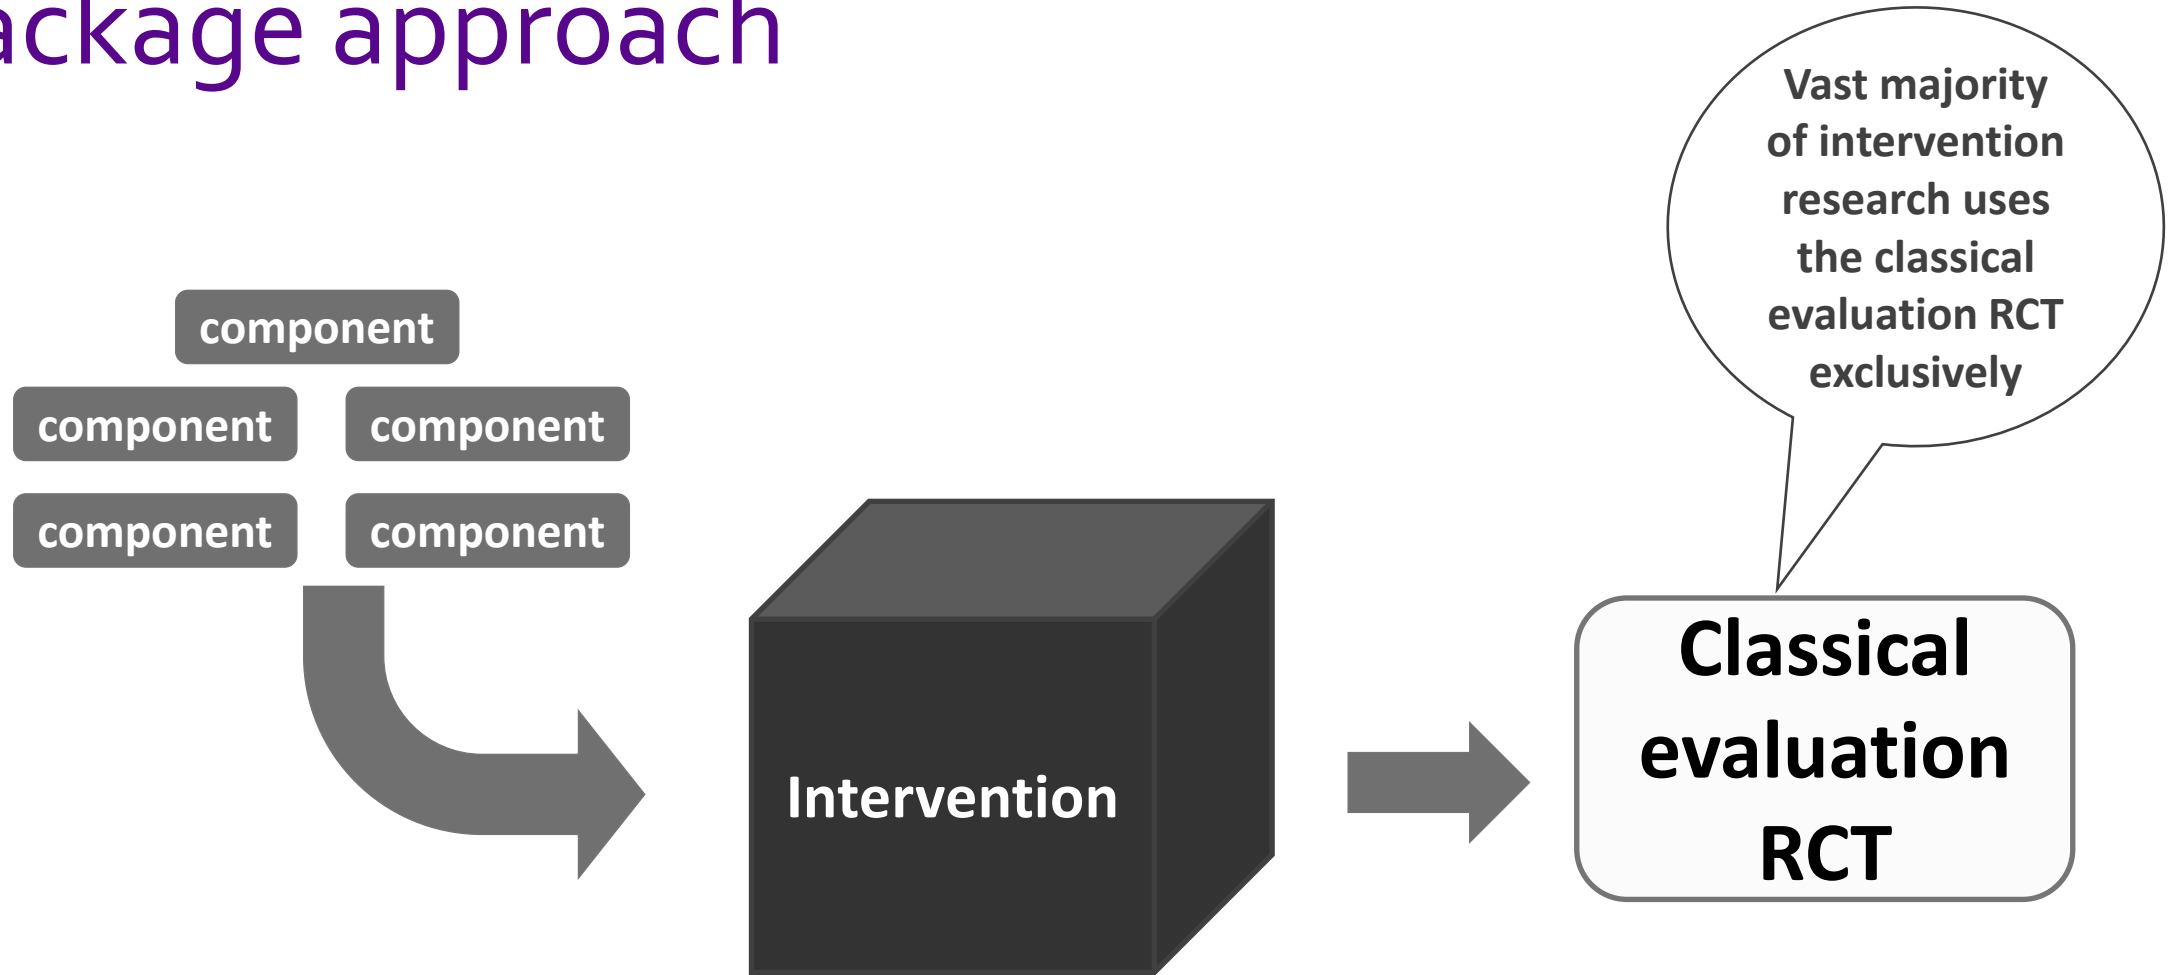 ackage approach
Vast majority
of intervention
research uses
the classical
evaluation RCT
exclusively
component
component component
component component
Intervention
Classical
evaluation
RCT